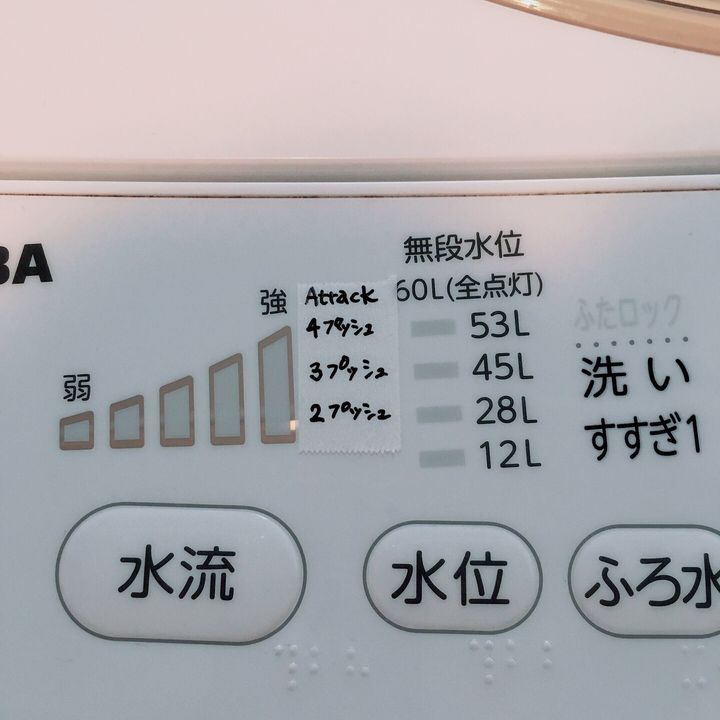 BA
強
弱
Attack
4プッシュ
3プッシュ
2プッシュ
無段水位
60L(全点灯)
53L
45L
28L
12L
ふたロック
洗い
すすぎ1
水流
水位
ふろ水